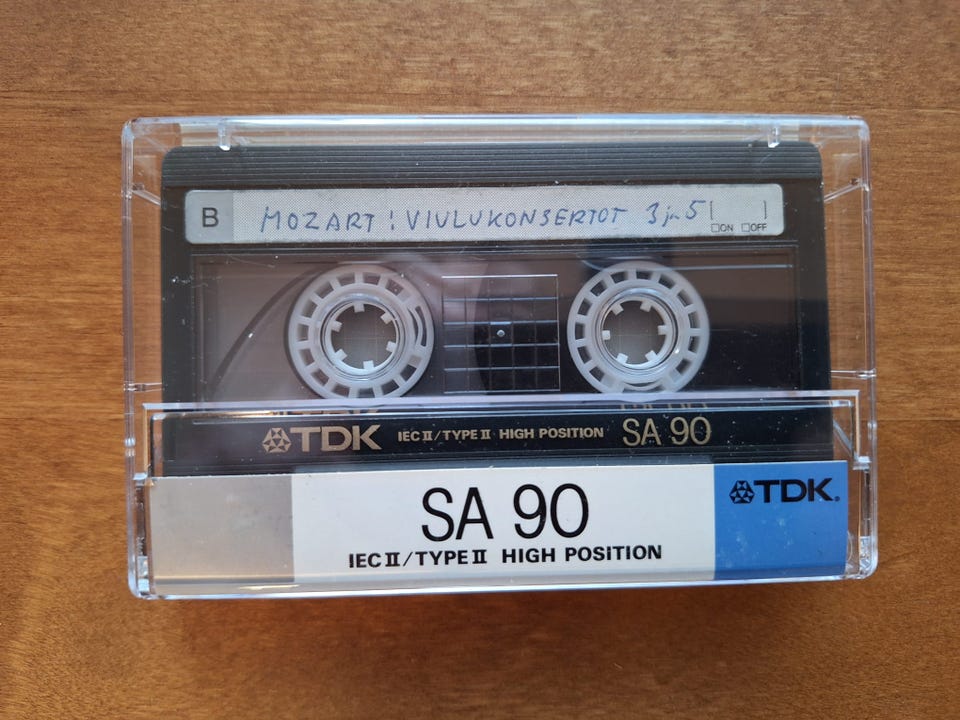 B MOZART: VIULUKONSERTOT 3 ja 5
ON OFF
TDK IEC II/TYPE II HIGH POSITION SA 90
SA 90
TDK®
IEC II/TYPE II HIGH POSITION